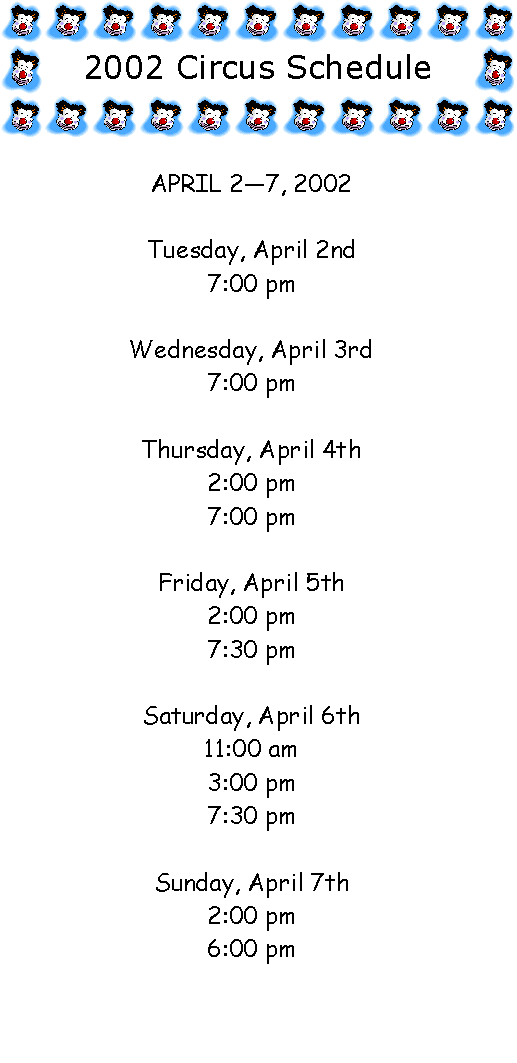 2002 Circus Schedule
APRIL 2—7, 2002
Tuesday, April 2nd
7:00 pm
Wednesday, April 3rd
7:00 pm
Thursday, April 4th
2:00 pm
7:00 pm
Friday, April 5th
2:00 pm
7:30 pm
Saturday, April 6th
11:00 am
3:00 pm
7:30 pm
Sunday, April 7th
2:00 pm
6:00 pm